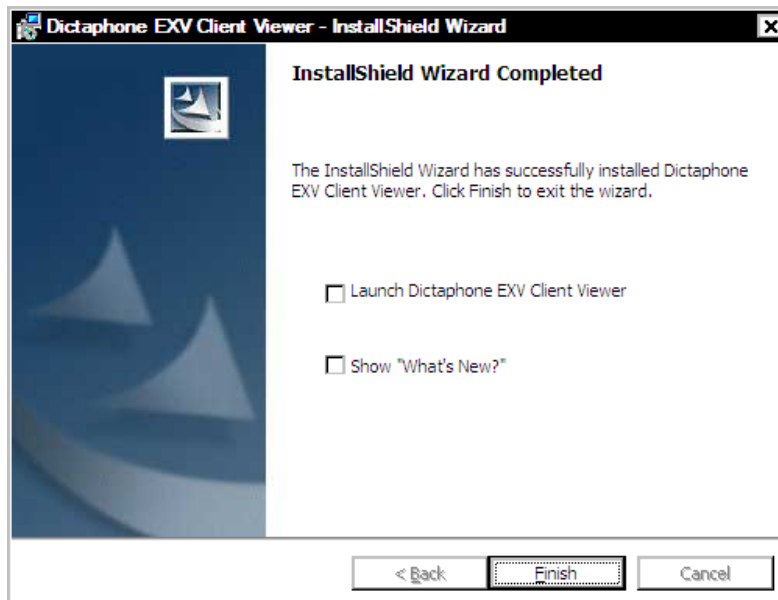 Dictaphone EXV Client Viewer - InstallShield Wizard
InstallShield Wizard Completed
The InstallShield Wizard has successfully installed Dictaphone
EXV Client Viewer. Click Finish to exit the wizard.
Launch Dictaphone EXV Client Viewer
Show "What's New?"
< Back
Finish
Cancel